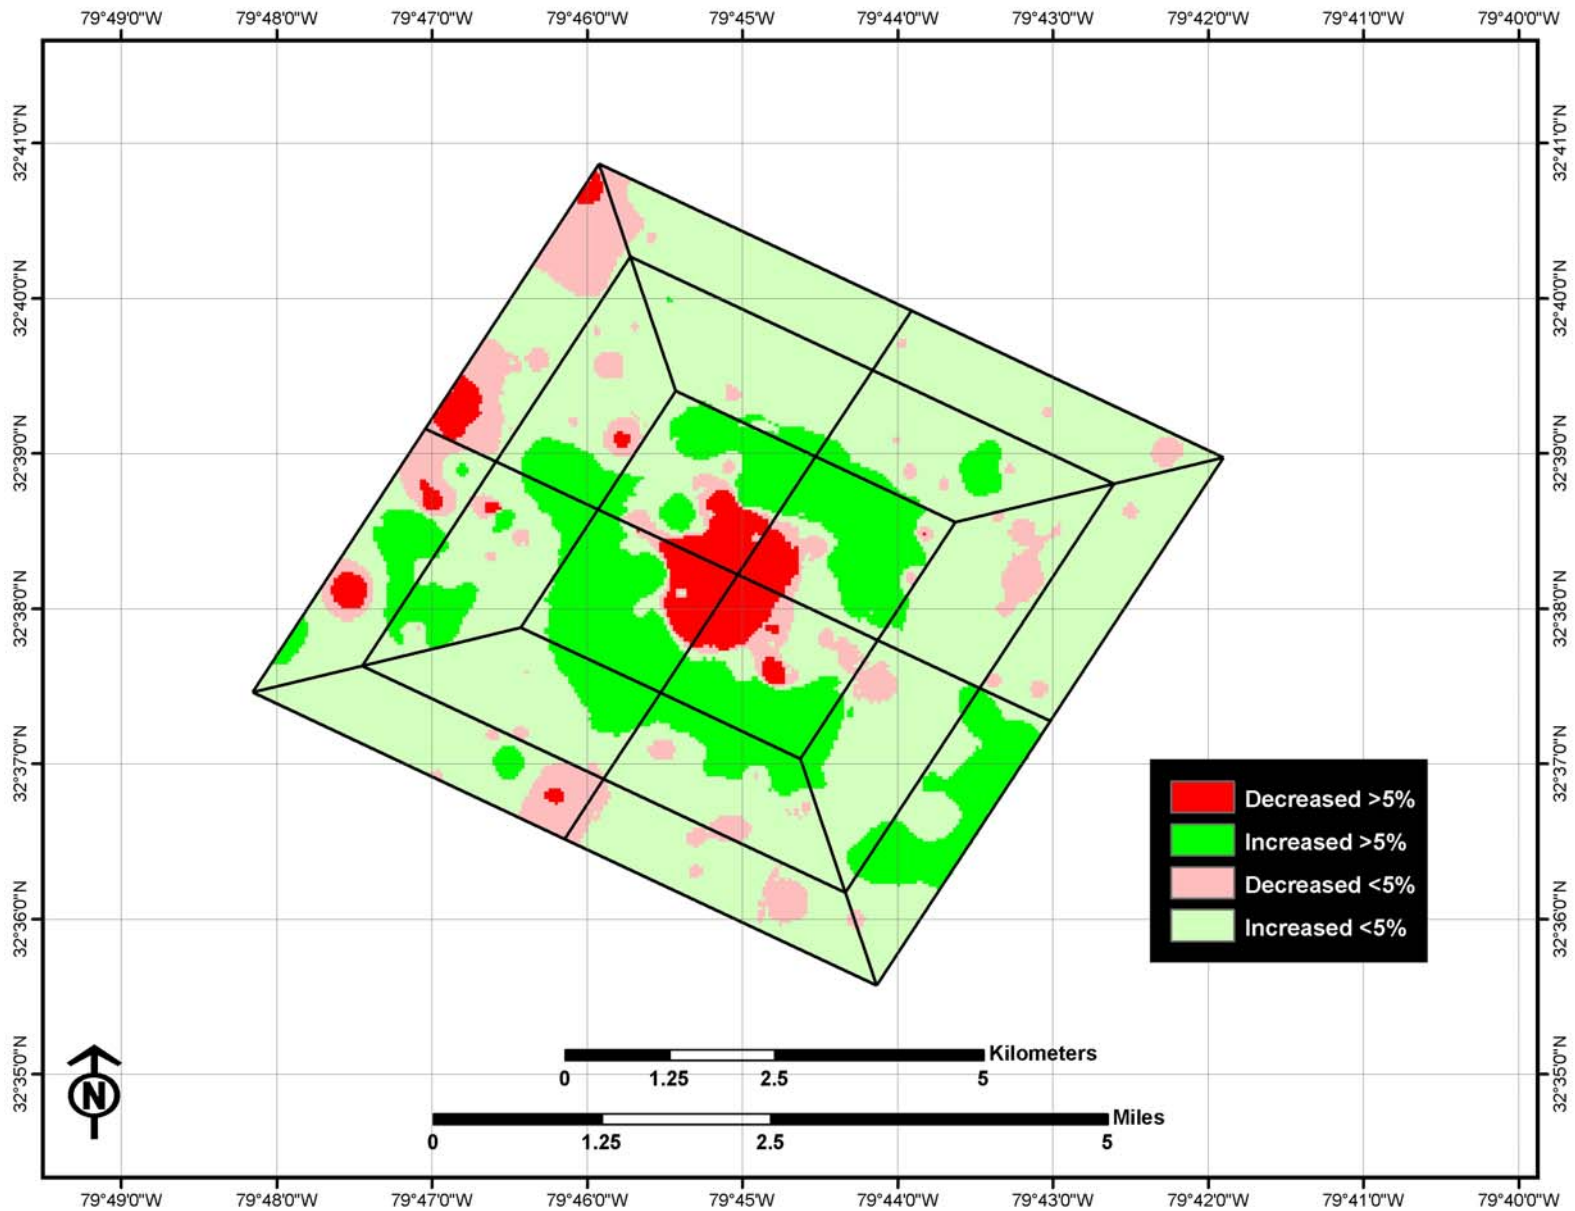 79°49'0"W 79°48'0"W 79°47'0"W 79°46'0"W 79°45'0"W 79°44'0"W 79°43'0"W 79°42'0"W 79°41'0"W 79°40'0"W
32°41'0"N 32°41'0"N
32°40'0"N 32°40'0"N
32°39'0"N 32°39'0"N
32°38'0"N 32°38'0"N
32°37'0"N 32°37'0"N
Decreased >5%
Increased >5%
Decreased <5%
Increased <5%
32°36'0"N 32°36'0"N
32°35'0"N 32°35'0"N
Kilometers
0 1.25 2.5 5
N
Miles
0 1.25 2.5 5
79°49'0"W 79°48'0"W 79°47'0"W 79°46'0"W 79°45'0"W 79°44'0"W 79°43'0"W 79°42'0"W 79°41'0"W 79°40'0"W